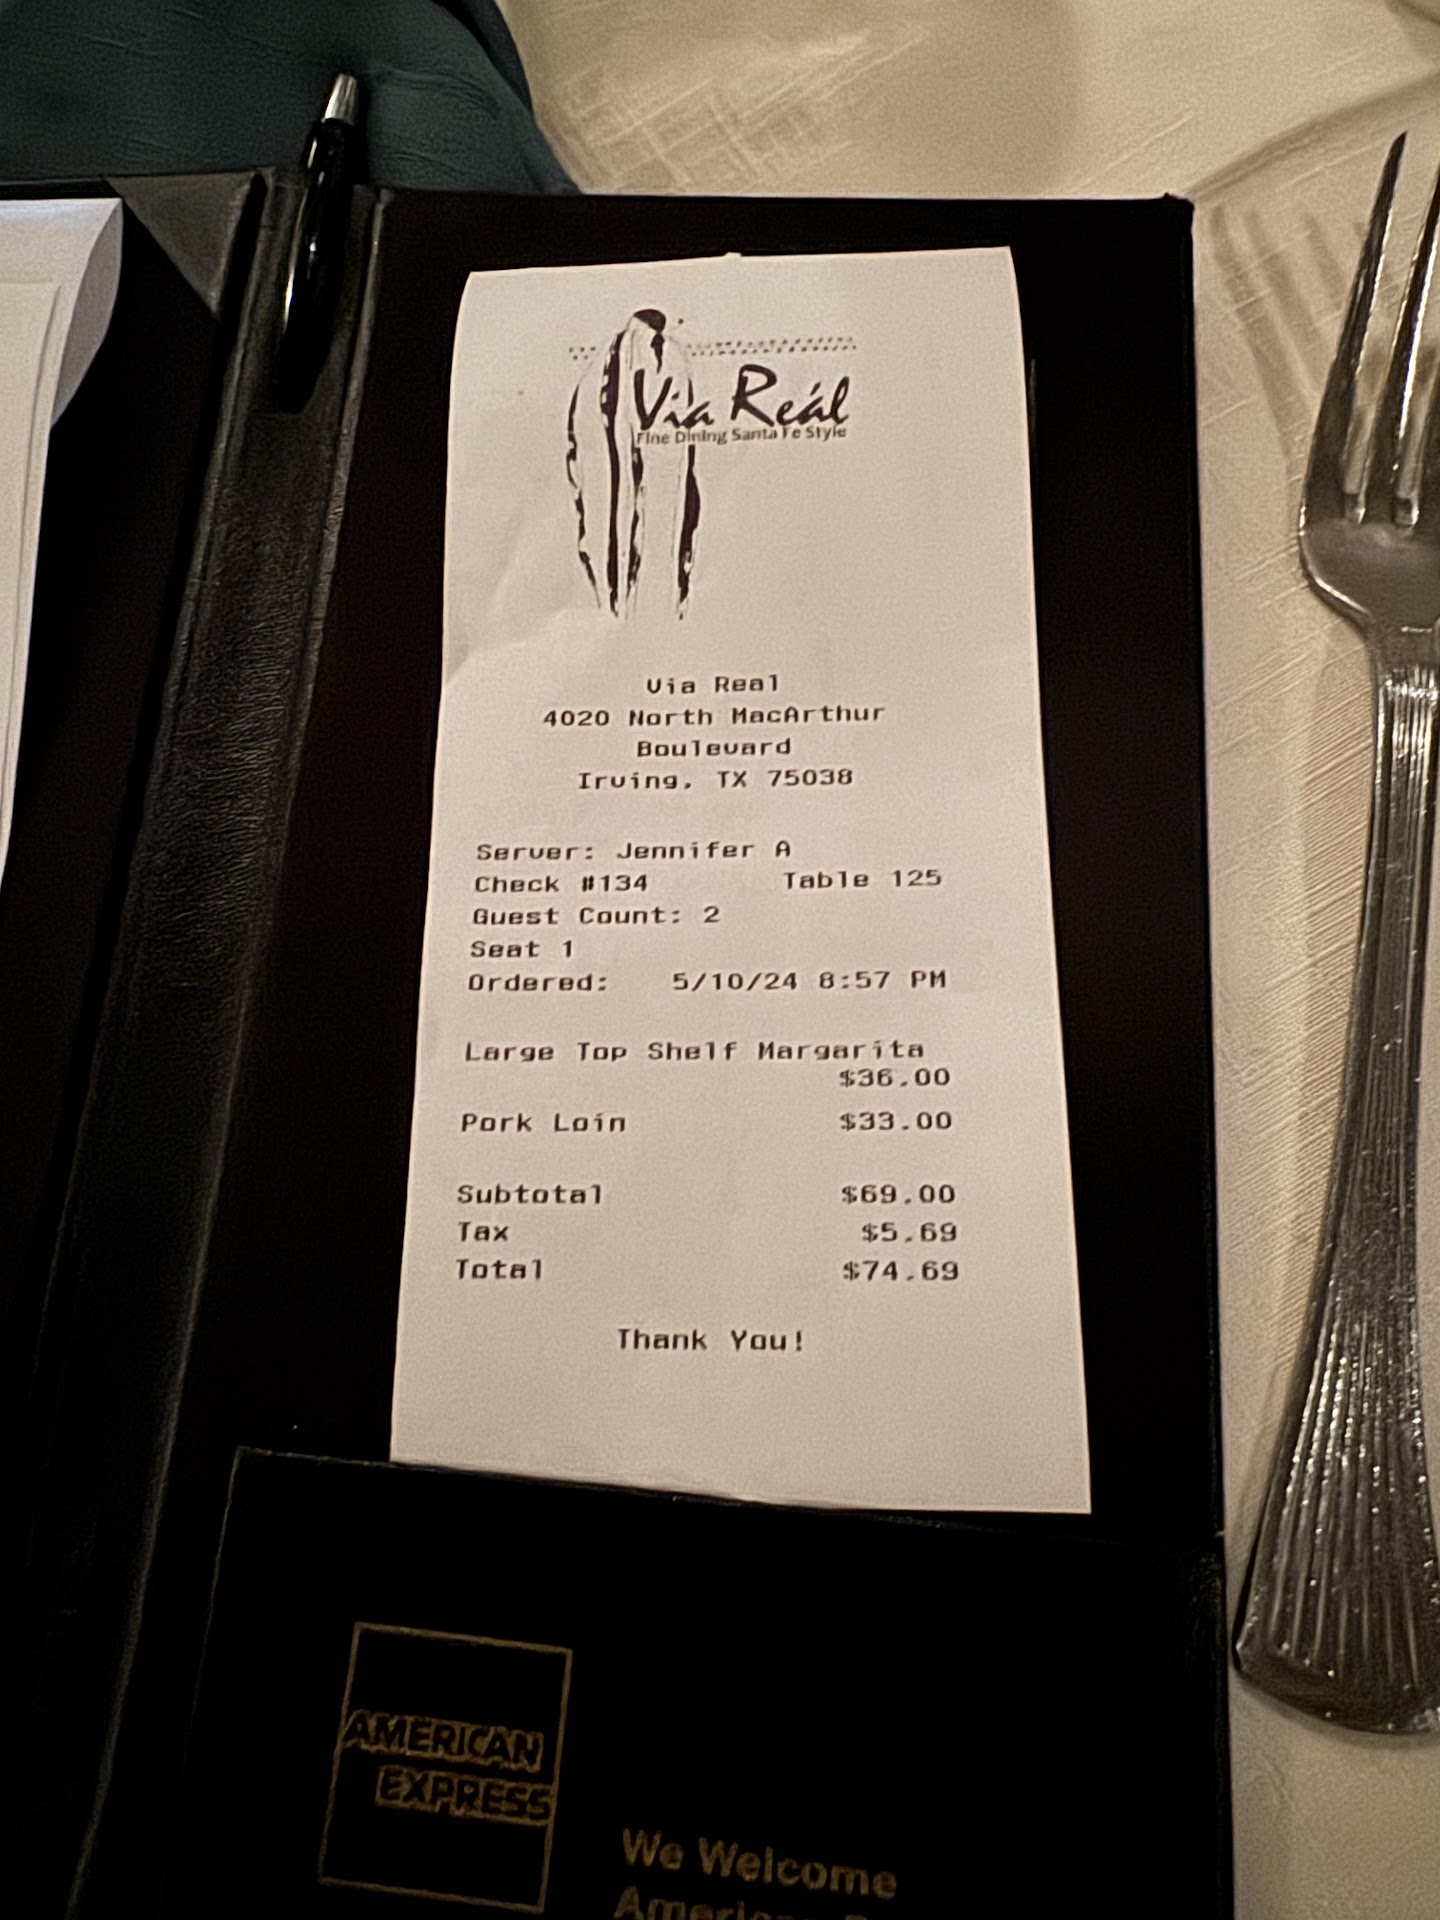 Via Reál
Fine Dining Santa Fe Style
Via Real
4020 North MacArthur
Boulevard
Irving, TX 75038
Server: Jennifer A
Check #134 Table 125
Guest Count: 2
Seat 1
Ordered: 5/10/24 8:57 PM
Large Top Shelf Margarita
$36.00
Pork Loin $33.00
Subtotal $69.00
Tax $5.69
Total $74.69
Thank You!
AMERICAN
EXPRESS
We Welcome